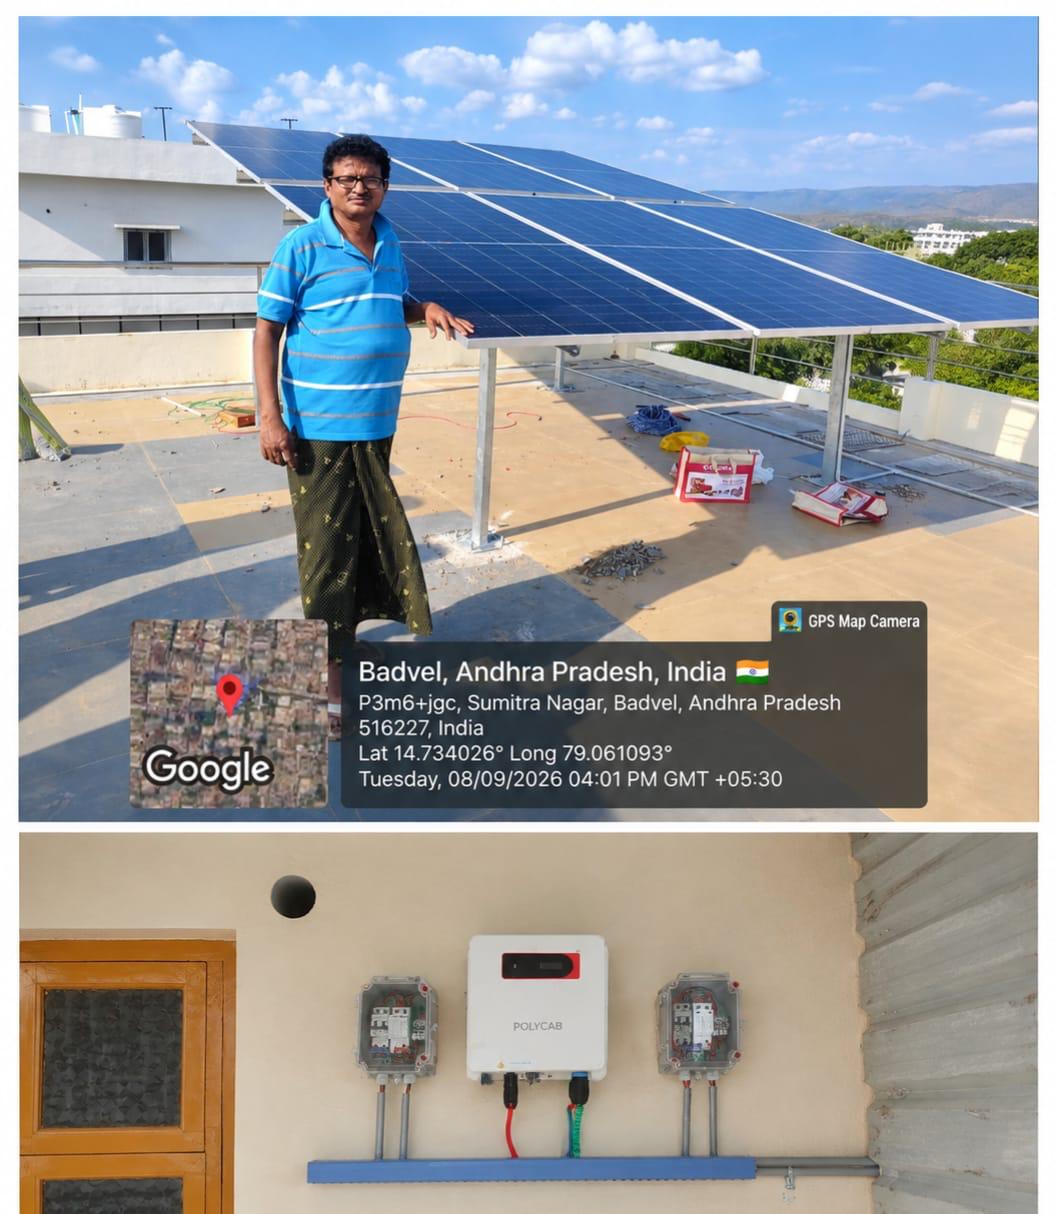 GPS Map Camera
Badvel, Andhra Pradesh, India
P3m6+jgc, Sumitra Nagar, Badvel, Andhra Pradesh
516227, India
Lat 14.734026° Long 79.061093°
Tuesday, 08/09/2026 04:01 PM GMT +05:30
Google
POLYCAB